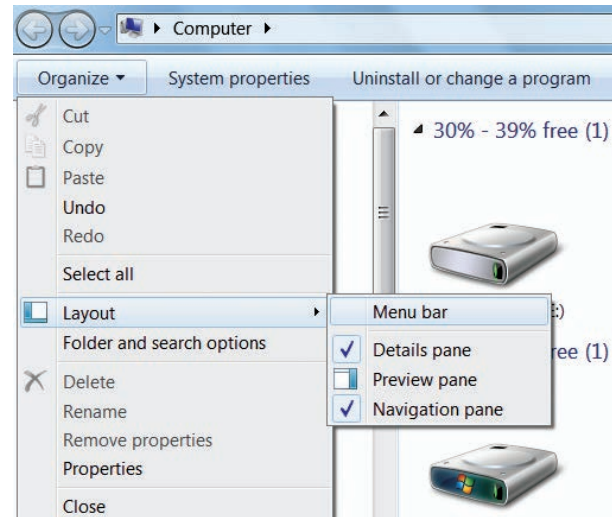 Computer
Organize System properties Uninstall or change a program
Cut
Copy
Paste
Undo
Redo
Select all
Layout
Folder and search options
Delete
Rename
Remove properties
Properties
Close
Menu bar
Details pane
Preview pane
Navigation pane
30% - 39% free (1)
:)
ree (1)